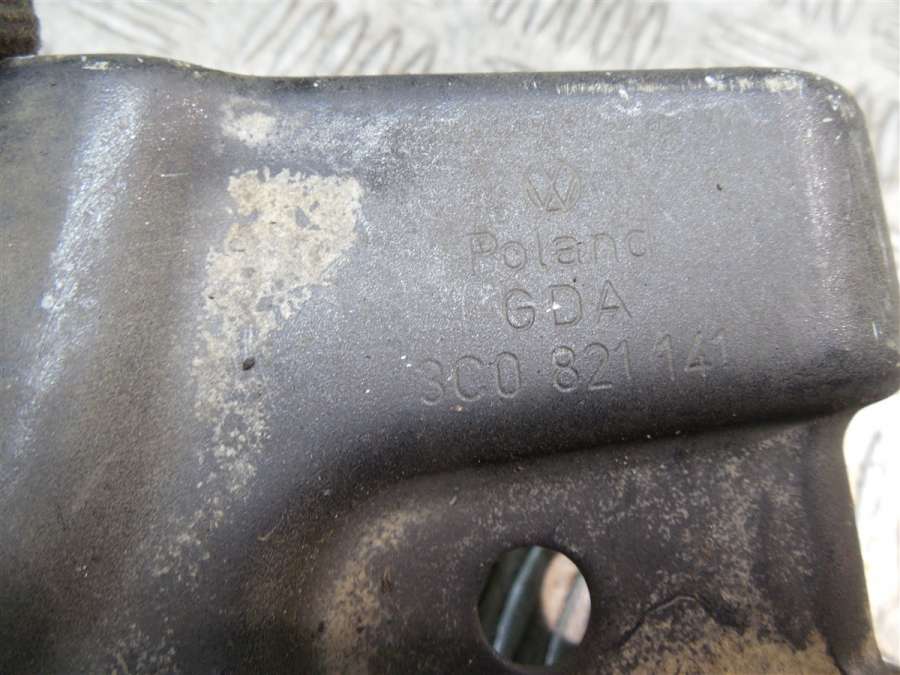 Poland
GDA
3C0 821 141